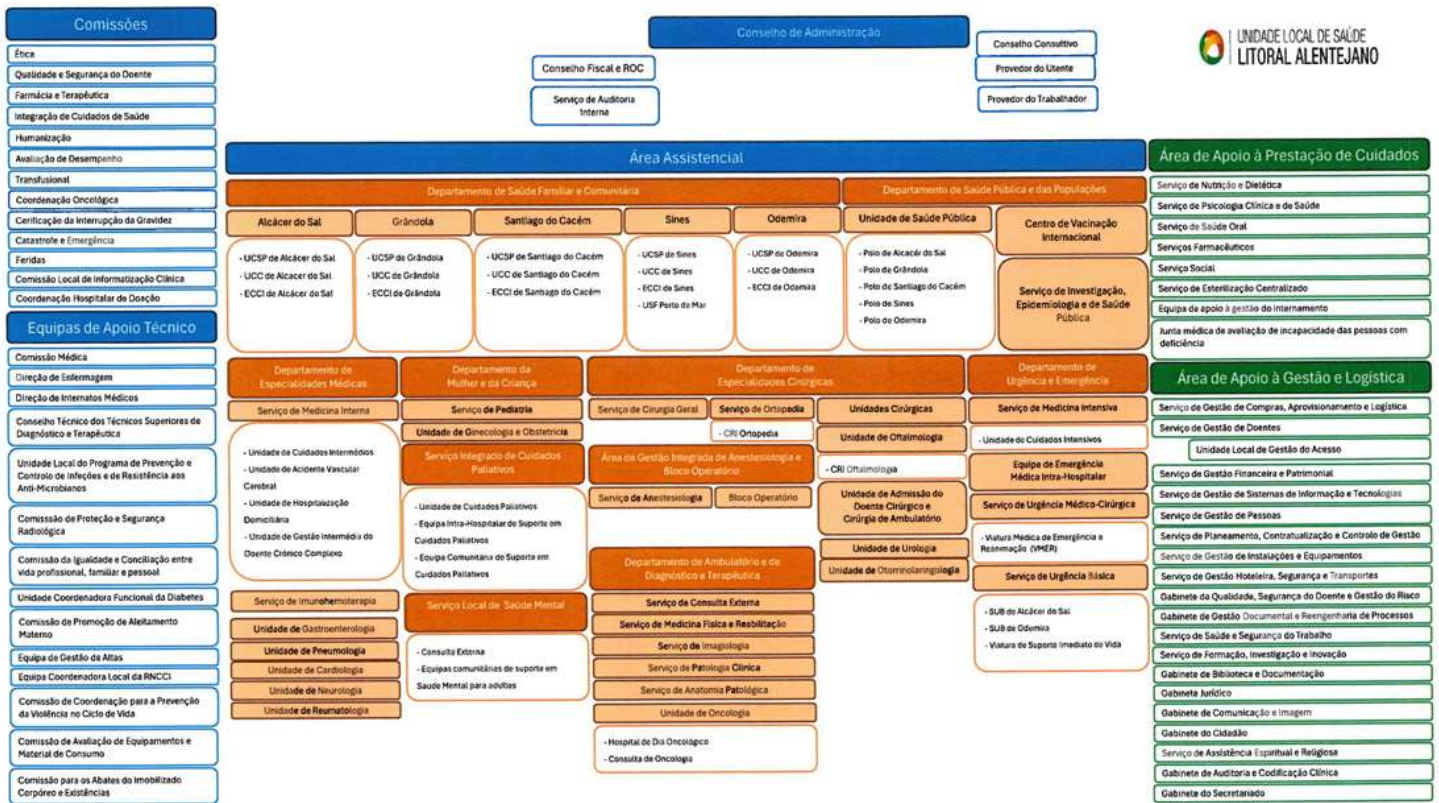 Comissões
Ética
Qualidade e Segurança do Doente
Farmácia e Terapêutica
Integração de Cuidados de Saúde
Humanização
Avaliação de Desempenho
Transfusional
Coordenação Oncológica
Cerificação da Interrupção da Gravidez
Catastrofe e Emergência
Feridas
Comissão Local de Informatização Clínica
Coordenação Hospitalar de Doação
Equipas de Apoio Técnico
Comissão Médica
Direção de Enfermagem
Direção de Internatos Médicos
Conselho Técnico dos Técnicos Superiores de
Diagnóstico e Terapêutica
Unidade Local do Programa de Prevenção e
Controlo de Infeções e de Resistência aos
Anti-Microbianos
Comisssão de Proteção e Segurança
Radiológica
Comissão da Igualdade e Conciliação entre
vida profissional, familiar e pessoal
Unidade Coordenadora Funcional da Diabetes
Comissão de Promoção de Aleitamento
Materno
Equipa de Gestão de Altas
Equipa Coordenadora Local da RNCCI
Comissão de Coordenação para a Prevenção
da Violência no Ciclo de Vida
Comissão de Avaliação de Equipamentos e
Material de Consumo
Comissão para os Abates do Imobilizado
Corpóreo e Existências
Conselho de Administração
Conselho Fiscal e ROC
Serviço de Auditoria
Interna
Conselho Consultivo
Provedor do Utente
Provedor do Trabalhador
UNIDADE LOCAL DE SAÚDE
LITORAL ALENTEJANO
Área Assistencial
Departamento de Saúde Familiar e Comunitária
Alcácer do Sal
- UCSP de Alcácer do Sal
- UCC de Alcacer do Sal
- ECCI de Alcácer do Sal
Grândola
- UCSP de Grândola
- UCC de Grândola
- ECCI de Grândola
Santiago do Cacém
- UCSP de Santiago do Cacém
- UCC de Santiago do Cacém
- ECCI de Santiago do Cacém
Sines
- UCSP de Sines
- UCC de Sines
- ECCI de Sines
- USF Porto do Mar
Odemira
- UCSP de Odemira
- UCC de Odemira
- ECCI de Odemira
Departamento de Saúde Pública e das Populações
Unidade de Saúde Pública
- Polo de Alcacér do Sal
- Polo de Grândola
- Polo de Santiago do Cacém
- Polo de Sines
- Polo de Odemira
Centro de Vacinação
Internacional
Serviço de Investigação,
Epidemiologia e de Saúde
Pública
Departamento de
Especialidades Médicas
Serviço de Medicina Interna
- Unidade de Cuidados Intermédios
- Unidade de Acidente Vascular
Cerebral
- Unidade de Hospitalização
Domiciliária
- Unidade de Gestão Intermédia do
Doente Crónico Complexo
Serviço de Imunohemoterapia
Unidade de Gastroenterologia
Unidade de Pneumologia
Unidade de Cardiologia
Unidade de Neurologia
Unidade de Reumatologia
Departamento da
Mulher e da Criança
Serviço de Pediatria
Unidade de Ginecologia e Obstetrícia
Serviço Integrado de Cuidados
Paliativos
- Unidade de Cuidados Paliativos
- Equipa Intra-Hospitalar de Suporte em
Cuidados Paliativos
- Equipa Comunitária de Suporte em
Cuidados Paliativos
Serviço Local de Saúde Mental
- Consulta Externa
- Equipas comunitárias de suporte em
Saude Mental para adultos
Departamento de
Especialidades Cirúrgicas
Serviço de Cirurgia Geral
Serviço de Ortopedia
- CRI Ortopedia
Área de Gestão Integrada de Anestesiologia e
Bloco Operatório
Serviço de Anestesiologia
Bloco Operatório
Unidades Cirúrgicas
Unidade de Oftalmologia
- CRI Oftalmologia
Unidade de Admissão do
Doente Cirúrgico e
Cirúrgia de Ambulatório
Unidade de Urologia
Unidade de Otorrinolaringologia
Departamento de Ambulatório e de
Diagnóstico e Terapêutica
Serviço de Consulta Externa
Serviço de Medicina Física e Reabilitação
Serviço de Imagiologia
Serviço de Patologia Clínica
Serviço de Anatomia Patológica
Unidade de Oncologia
- Hospital de Dia Oncológico
- Consulta de Oncologia
Departamento de
Urgência e Emergência
Serviço de Medicina Intensiva
- Unidade de Cuidados Intensivos
Equipa de Emergência
Médica Intra-Hospitalar
Serviço de Urgência Médico-Cirúrgica
- Viatura Médica de Emergência e
Reanimação (VMER)
Serviço de Urgência Básica
- SUB de Alcácer do Sal
- SUB de Odemira
- Viatura de Suporte Imediato de Vida
Área de Apoio à Prestação de Cuidados
Serviço de Nutrição e Dietética
Serviço de Psicologia Clínica e de Saúde
Serviço de Saúde Oral
Serviços Farmacêuticos
Serviço Social
Serviço de Esterilização Centralizado
Equipa de apoio à gestão do internamento
Junta médica de avaliação de incapacidade das pessoas com
deficiência
Área de Apoio à Gestão e Logística
Serviço de Gestão de Compras, Aprovisionamento e Logística
Serviço de Gestão de Doentes
Unidade Local de Gestão do Acesso
Serviço de Gestão Financeira e Patrimonial
Serviço de Gestão de Sistemas de Informação e Tecnologias
Serviço de Gestão de Pessoas
Serviço de Planeamento, Contratualização e Controlo de Gestão
Serviço de Gestão de Instalações e Equipamentos
Serviço de Gestão Hoteleira, Segurança e Transportes
Gabinete da Qualidade, Segurança do Doente e Gestão do Risco
Gabinete de Gestão Documental e Reengenharia de Processos
Serviço de Saúde e Segurança do Trabalho
Serviço de Formação, Investigação e Inovação
Gabinete de Biblioteca e Documentação
Gabinete Jurídico
Gabinete de Comunicação e Imagem
Gabinete do Cidadão
Serviço de Assistência Espiritual e Religiosa
Gabinete de Auditoria e Codificação Clínica
Gabinete do Secretariado